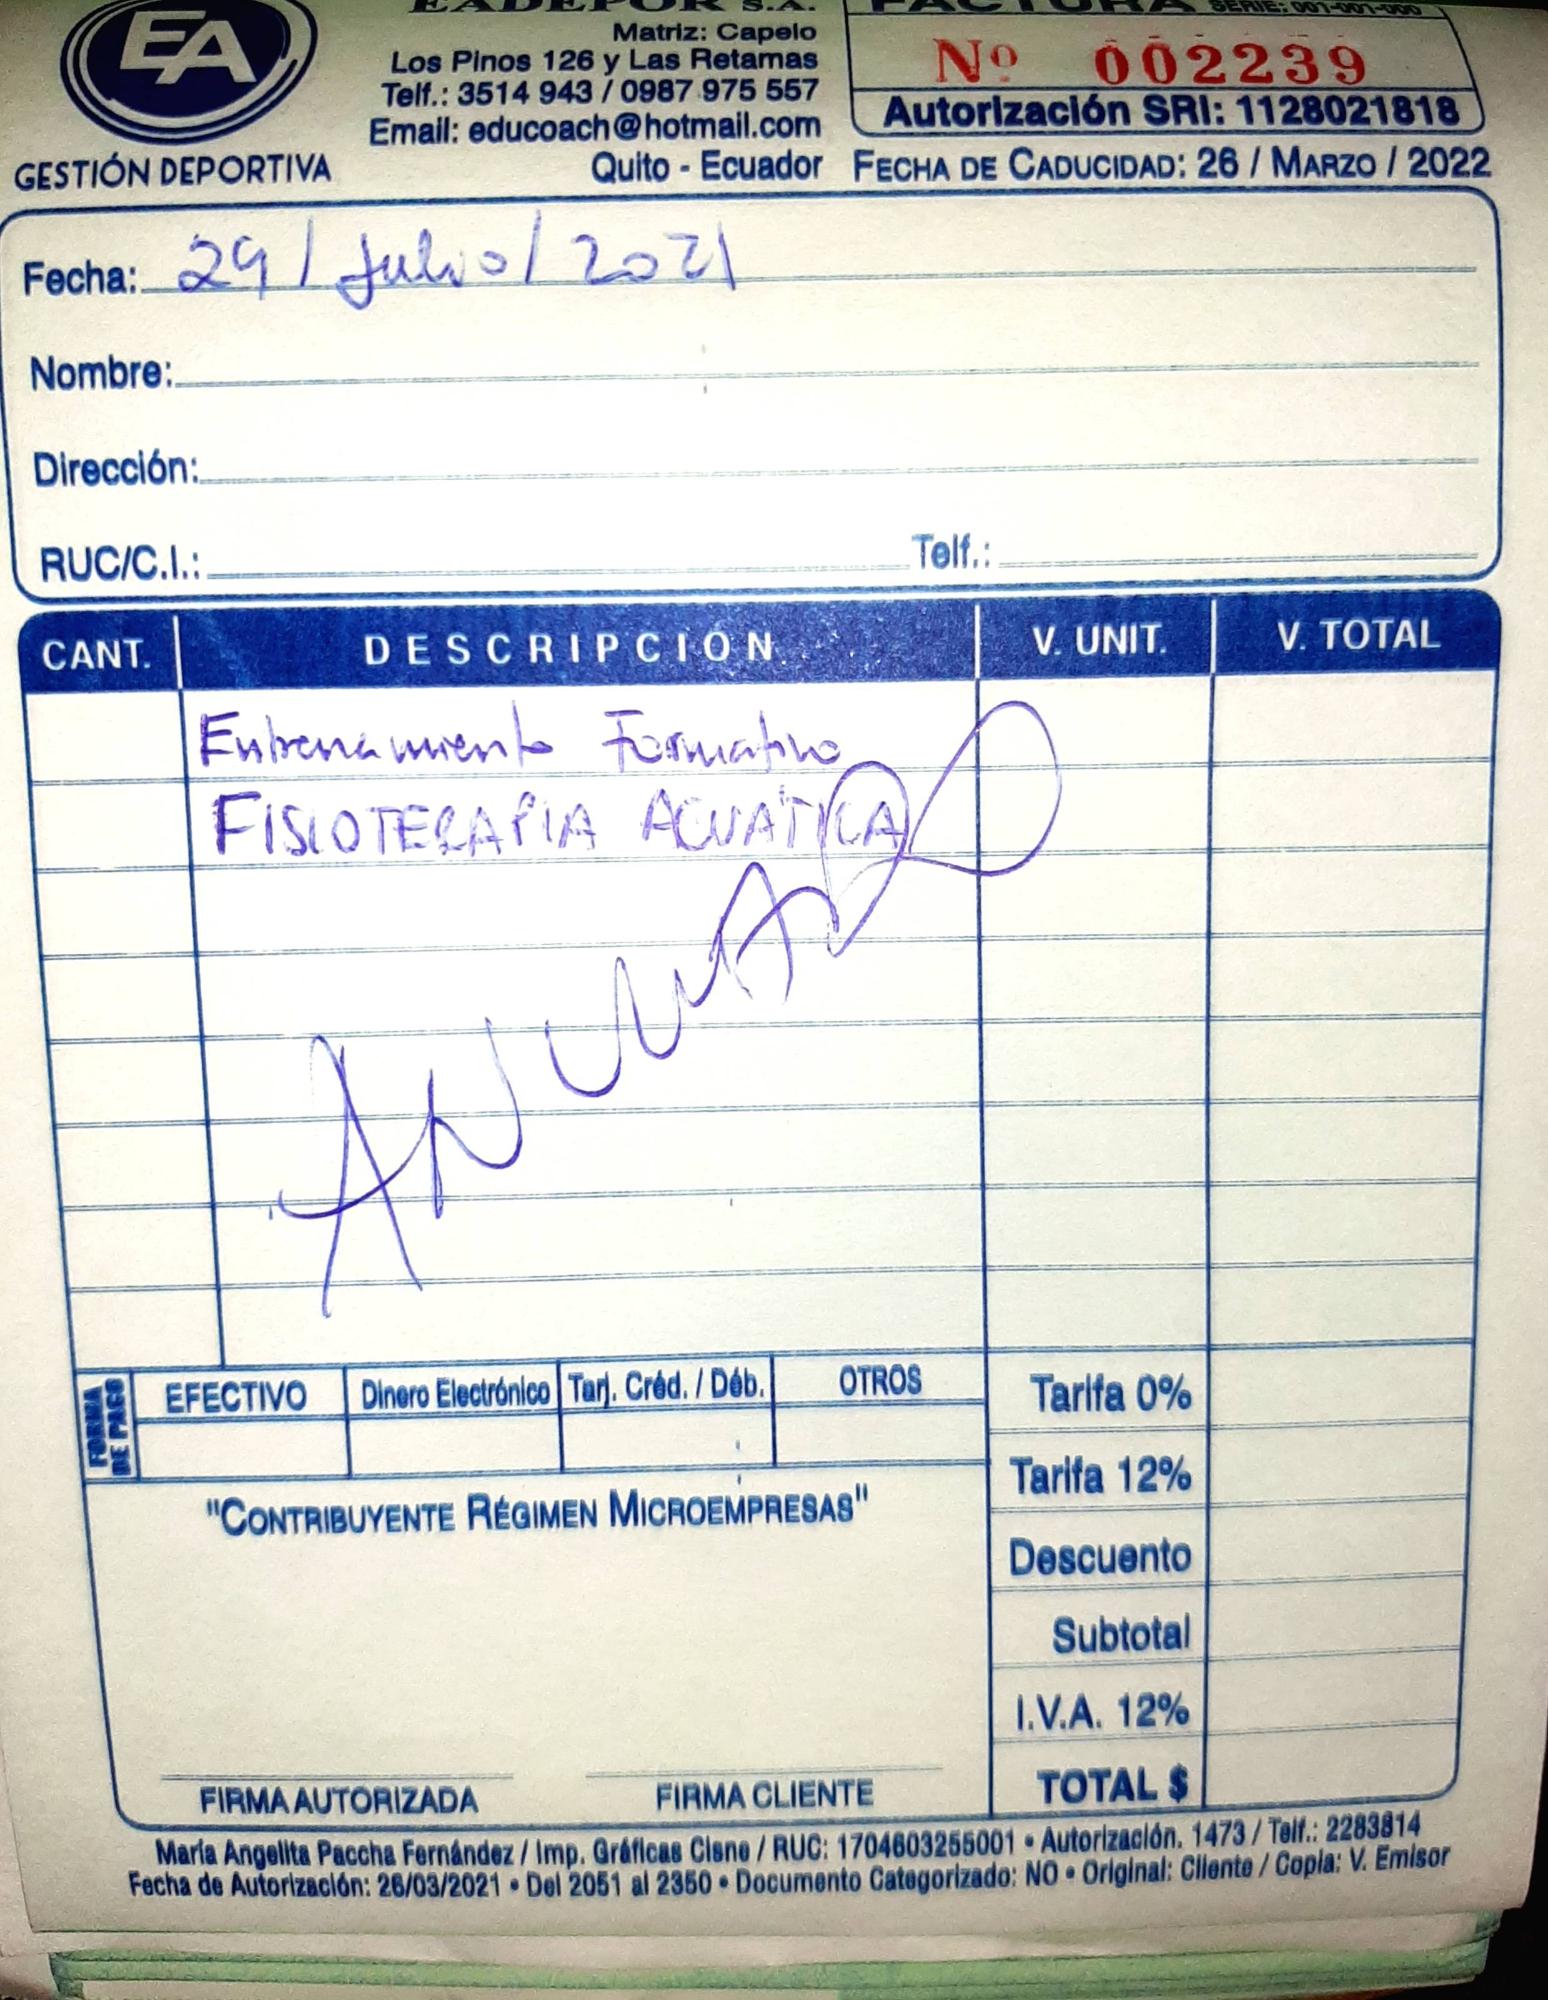 EA
GESTIÓN DEPORTIVA
EADEPOR S.A.
Matriz: Capelo
Los Pinos 126 y Las Retamas
Telf.: 3514 943 / 0987 975 557
Email: educoach@hotmail.com
Quito - Ecuador
FACTURA SERIE: 001-001-000
Nº 002239
Autorización SRI: 1128021818
FECHA DE CADUCIDAD: 26 / MARZO / 2022
Fecha: 29 / Julio / 2021
Nombre:
Dirección:
RUC/C.I.: Telf.:
CANT. DESCRIPCION V. UNIT. V. TOTAL
Entrenamiento Formativo
FISIOTERAPIA ACUATICA
ANULADO
FORMA DE PAGO
EFECTIVO Dinero Electrónico Tarj. Créd. / Déb. OTROS
Tarifa 0%
Tarifa 12%
"CONTRIBUYENTE RÉGIMEN MICROEMPRESAS"
Descuento
Subtotal
I.V.A. 12%
TOTAL $
FIRMA AUTORIZADA FIRMA CLIENTE
María Angelita Paccha Fernández / Imp. Gráficas Cisne / RUC: 1704603255001 • Autorización. 1473 / Telf.: 2283814
Fecha de Autorización: 26/03/2021 • Del 2051 al 2350 • Documento Categorizado: NO • Original: Cliente / Copia: V. Emisor